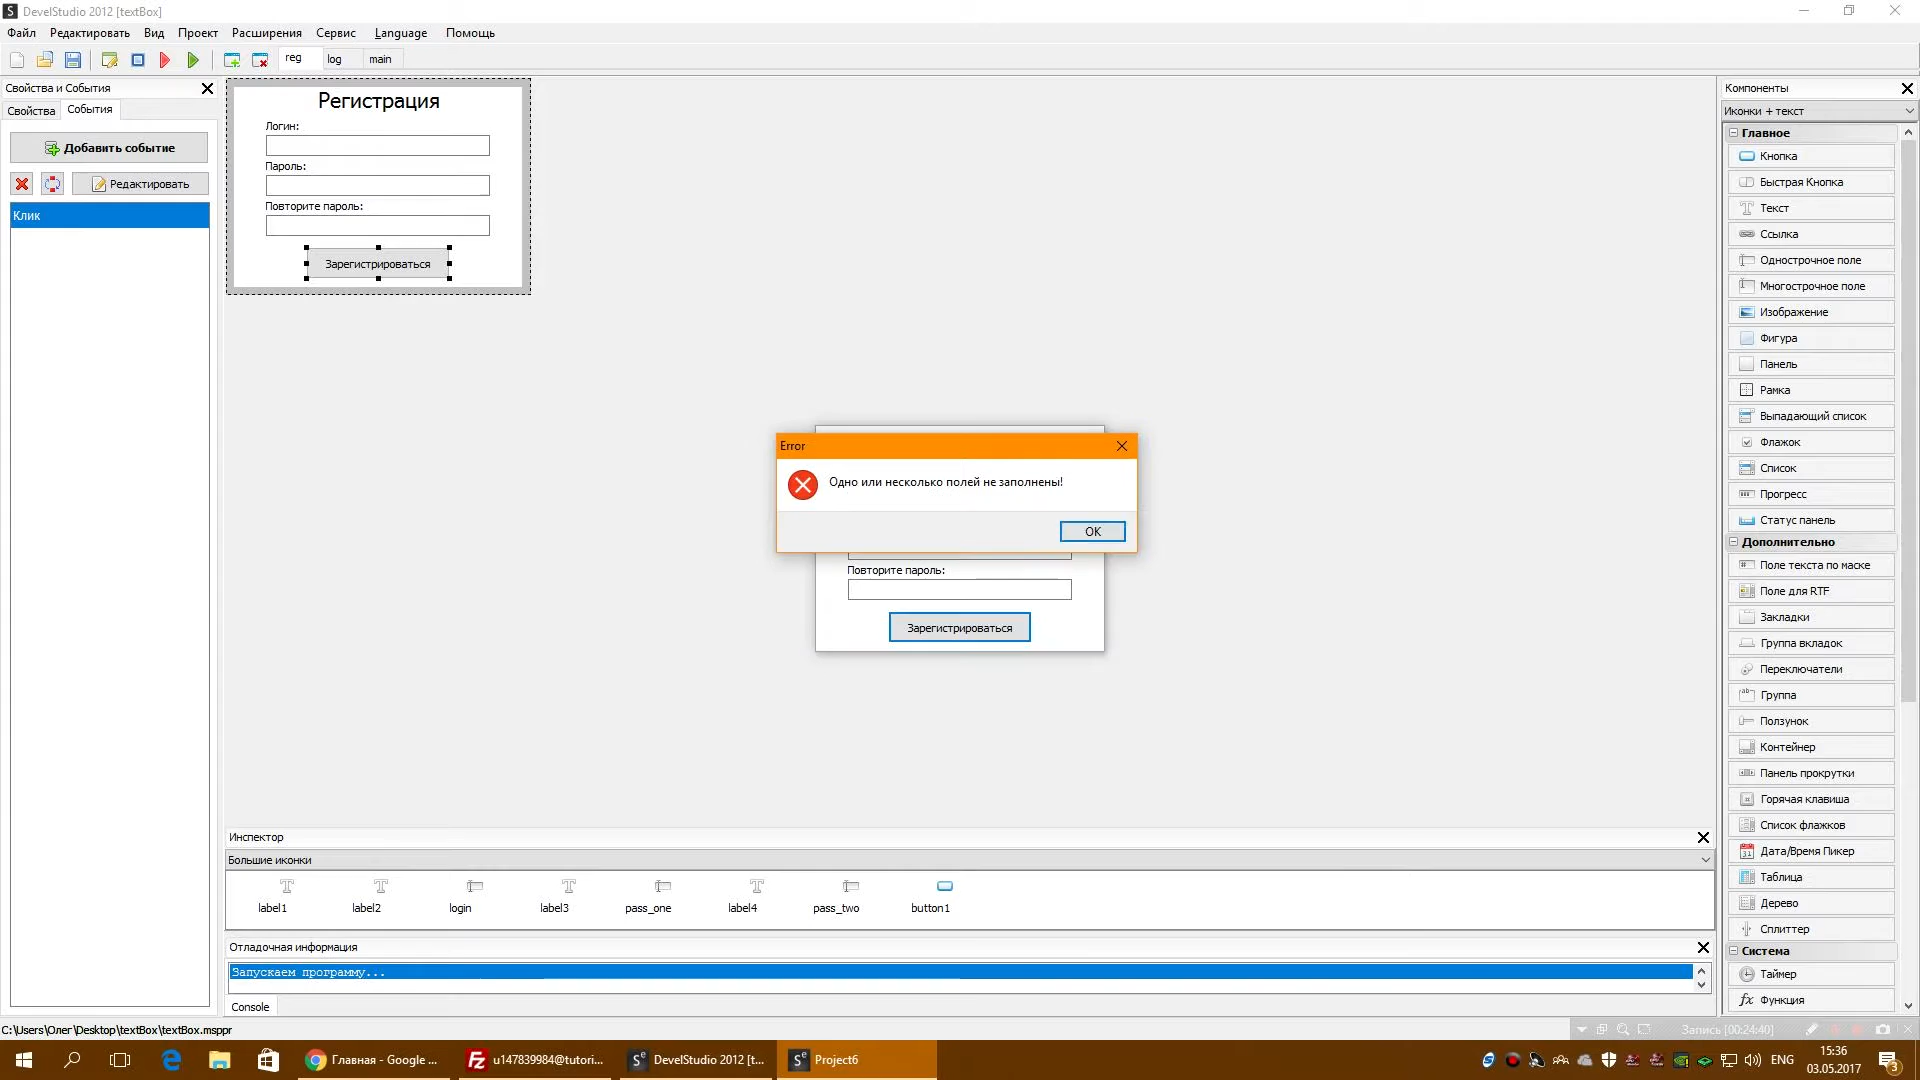 DevelStudio 2012 [textBox]
Файл Редактировать Вид Проект Расширения Сервис Language Помощь
reg log main
Свойства и События
Свойства События
Добавить событие
Редактировать
Клик
Регистрация
Логин:
Пароль:
Повторите пароль:
Зарегистрироваться
Error
Одно или несколько полей не заполнены!
OK
Повторите пароль:
Зарегистрироваться
Инспектор
Большие иконки
label1 label2 login label3 pass_one label4 pass_two button1
Отладочная информация
Запускаем программу...
Console
Компоненты
Иконки + текст
Главное
Кнопка
Быстрая Кнопка
Текст
Ссылка
Однострочное поле
Многострочное поле
Изображение
Фигура
Панель
Рамка
Выпадающий список
Флажок
Список
Прогресс
Статус панель
Дополнительно
Поле текста по маске
Поле для RTF
Закладки
Группа вкладок
Переключатели
Группа
Ползунок
Контейнер
Панель прокрутки
Горячая клавиша
Список флажков
Дата/Время Пикер
Таблица
Дерево
Сплиттер
Система
Таймер
Функция
C:\Users\Олег\Desktop\textBox\textBox.msppr
Запись [00:24:40]
Главная - Google ...
u147839984@tutori...
DevelStudio 2012 [t...
Project6
ENG
15:36
03.05.2017
3